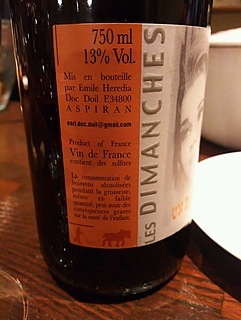 750 ml
13% Vol.
Mis en bouteille
par Emile Heredia
Doc Doil F.34800
ASPIRAN
earl.doc.doil@gmail.com
Product of France
Vin de France
contient des sulfites
La consommation de
boissons alcoolisées
pendant la grossesse,
même en faible
quantité, peut avoir des
conséquences graves
sur la santé de l'enfant.
LES DIMANCHES